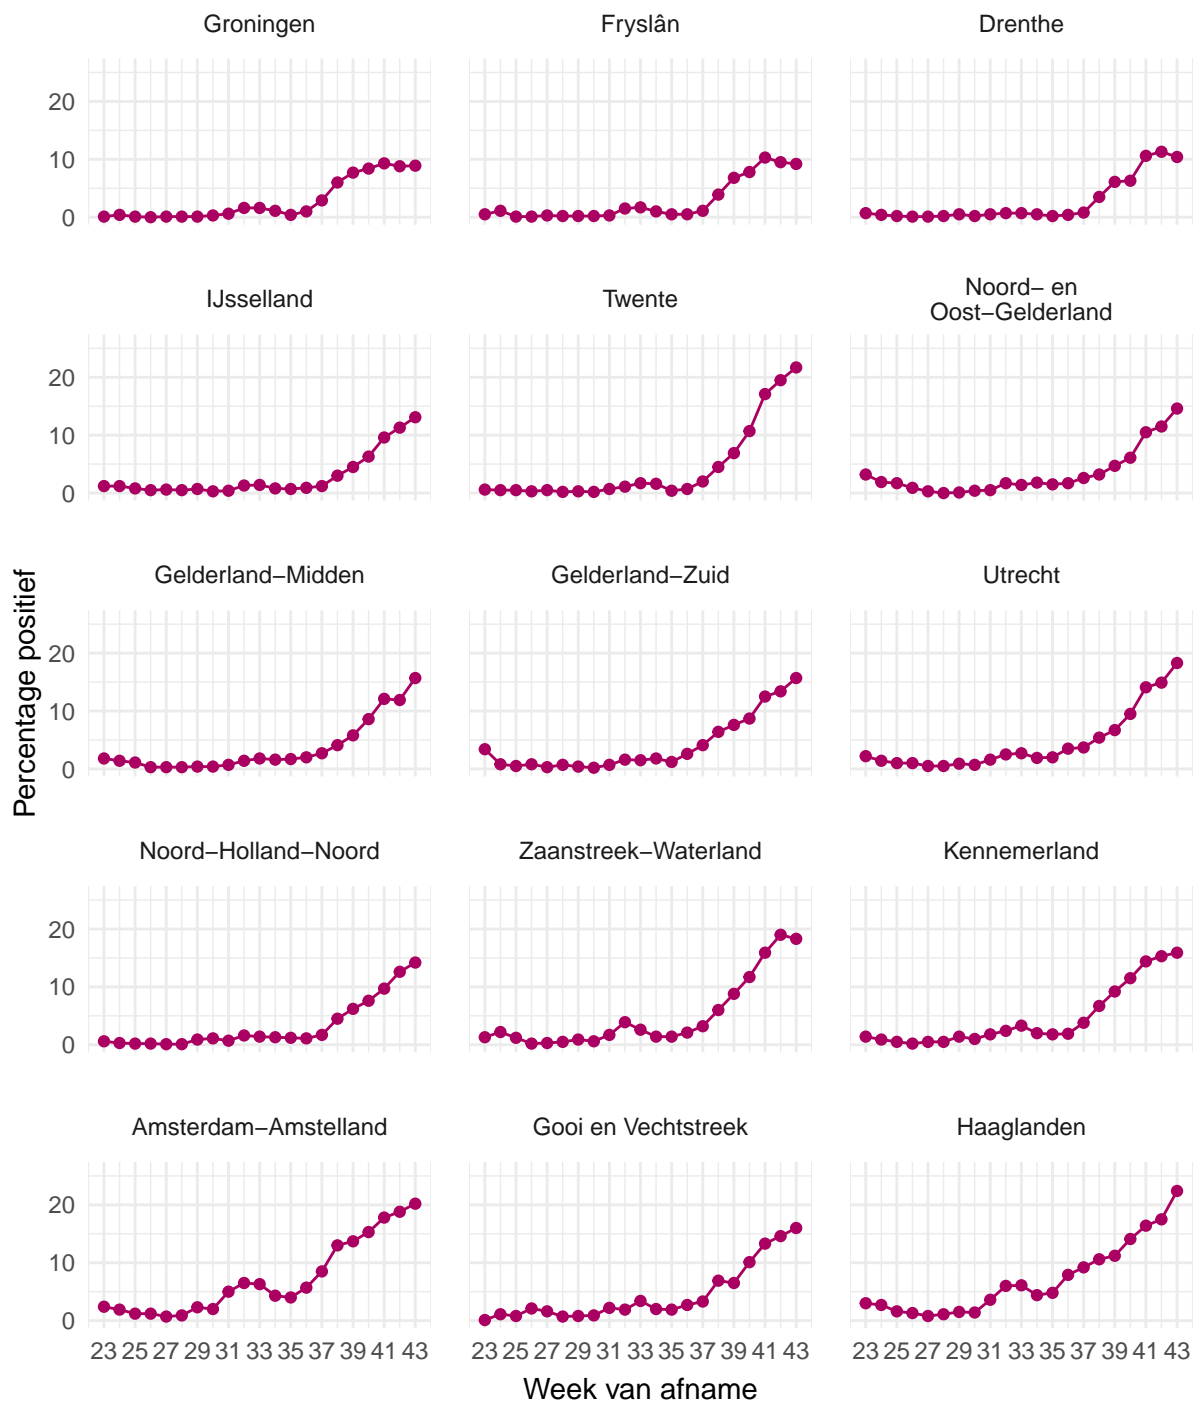 Groningen
Fryslân
Drenthe
20
10
0
IJsselland
Twente
Noord− en
Oost−Gelderland
20
10
0
Gelderland−Midden
Gelderland−Zuid
Utrecht
20
10
0
Percentage positief
Noord−Holland−Noord
Zaanstreek−Waterland
Kennemerland
20
10
0
Amsterdam−Amstelland
Gooi en Vechtstreek
Haaglanden
20
10
0
23 25 27 29 31 33 35 37 39 41 43
23 25 27 29 31 33 35 37 39 41 43
23 25 27 29 31 33 35 37 39 41 43
Week van afname